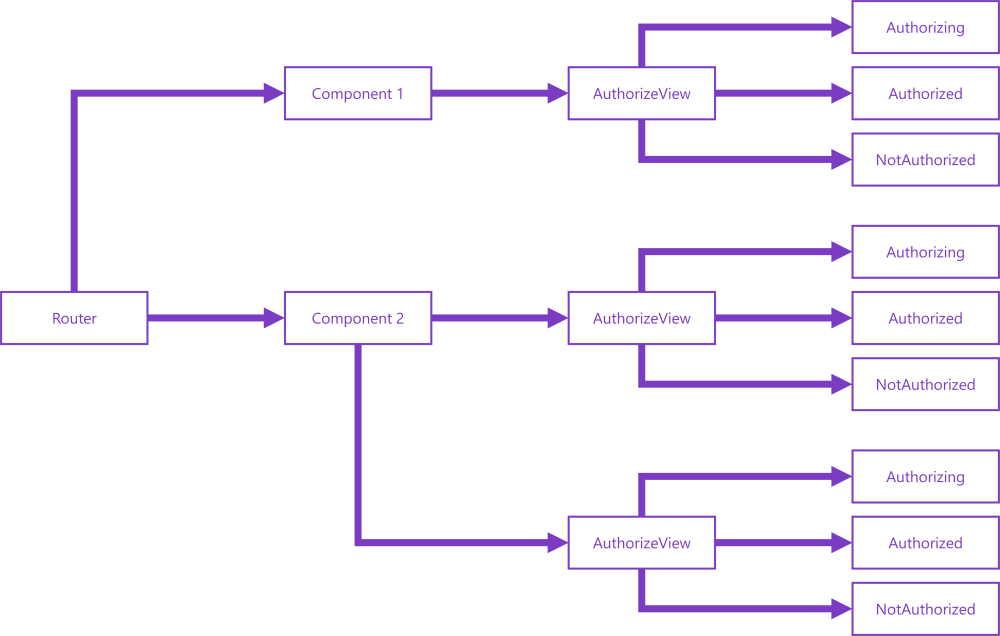 Authorizing
Component 1
AuthorizeView
Authorized
NotAuthorized
Authorizing
Router
Component 2
AuthorizeView
Authorized
NotAuthorized
Authorizing
AuthorizeView
Authorized
NotAuthorized